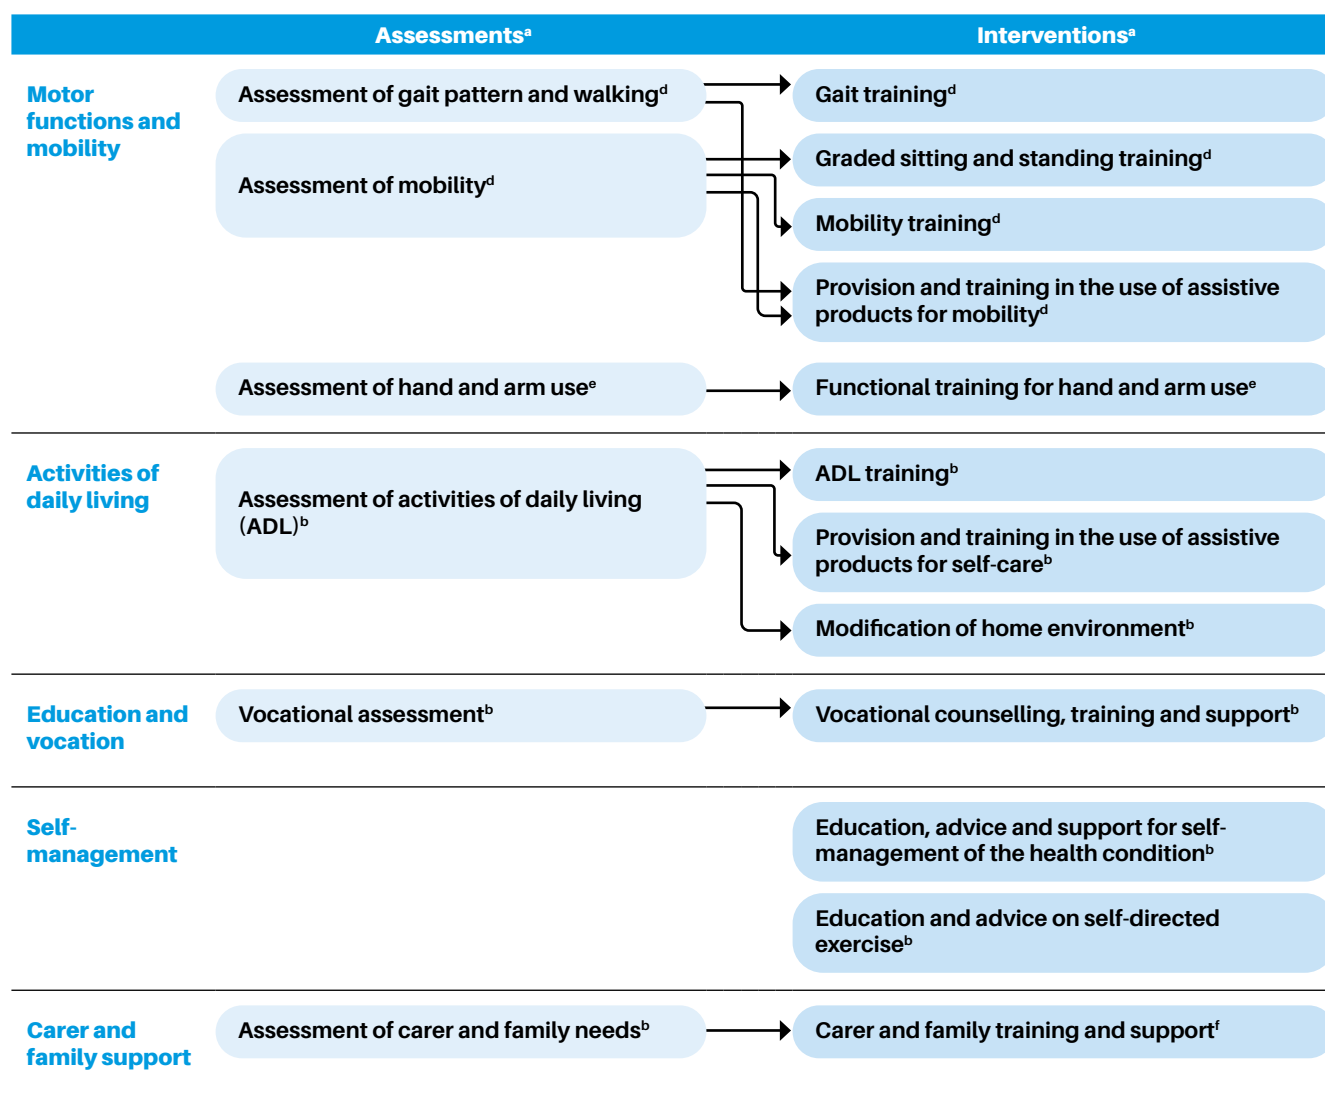 Assessmentsᵃ
Interventionsᵃ
Motor
functions and
mobility
Assessment of gait pattern and walkingᵈ
Gait trainingᵈ
Assessment of mobilityᵈ
Graded sitting and standing trainingᵈ
Mobility trainingᵈ
Provision and training in the use of assistive
products for mobilityᵈ
Assessment of hand and arm useᵉ
Functional training for hand and arm useᵉ
Activities of
daily living
Assessment of activities of daily living
(ADL)ᵇ
ADL trainingᵇ
Provision and training in the use of assistive
products for self-careᵇ
Modification of home environmentᵇ
Education and
vocation
Vocational assessmentᵇ
Vocational counselling, training and supportᵇ
Self-
management
Education, advice and support for self-
management of the health conditionᵇ
Education and advice on self-directed
exerciseᵇ
Carer and
family support
Assessment of carer and family needsᵇ
Carer and family training and supportᶠ